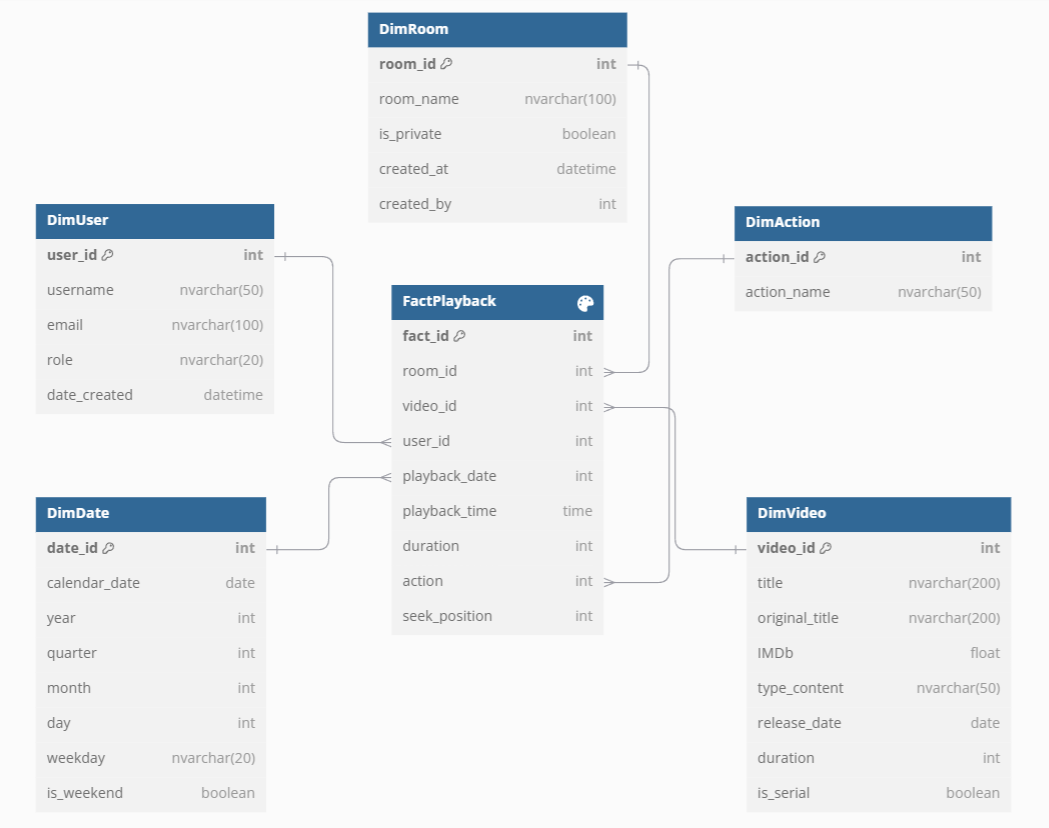 DimRoom
room_id int
room_name nvarchar(100)
is_private boolean
created_at datetime
created_by int
DimUser
user_id int
username nvarchar(50)
email nvarchar(100)
role nvarchar(20)
date_created datetime
DimAction
action_id int
action_name nvarchar(50)
FactPlayback
fact_id int
room_id int
video_id int
user_id int
playback_date int
playback_time time
duration int
action int
seek_position int
DimDate
date_id int
calendar_date date
year int
quarter int
month int
day int
weekday nvarchar(20)
is_weekend boolean
DimVideo
video_id int
title nvarchar(200)
original_title nvarchar(200)
IMDb float
type_content nvarchar(50)
release_date date
duration int
is_serial boolean